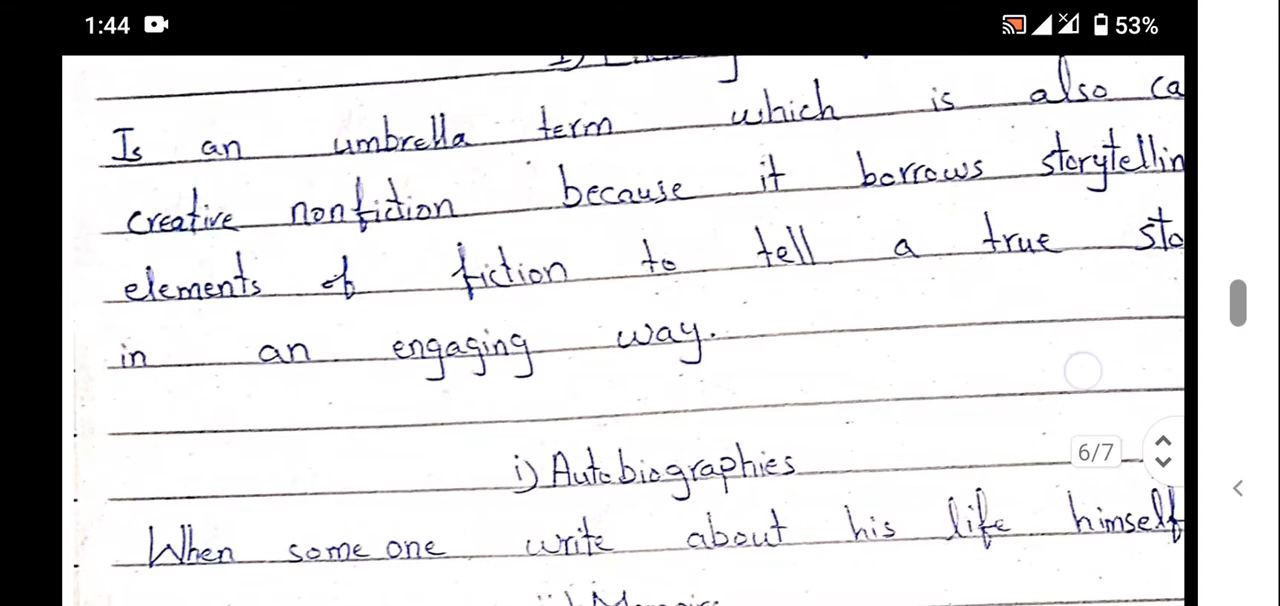 1:44 53%
Is an umbrella term which is also ca
creative nonfiction because it borrows storytellin
elements of fiction to tell a true sto
in an engaging way.
6/7
i) Autobiographies
When some one write about his life himself